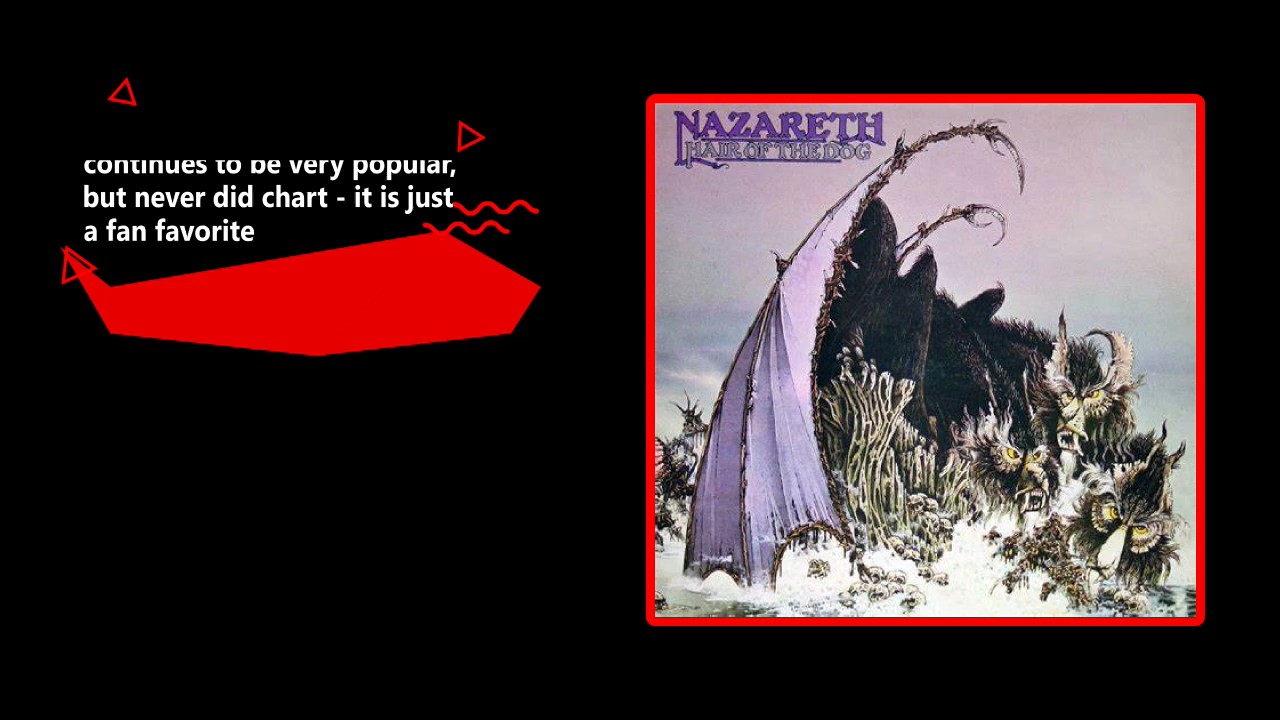 continues to be very popular,
but never did chart - it is just
a fan favorite
NAZARETH
HAIR OF THE DOG